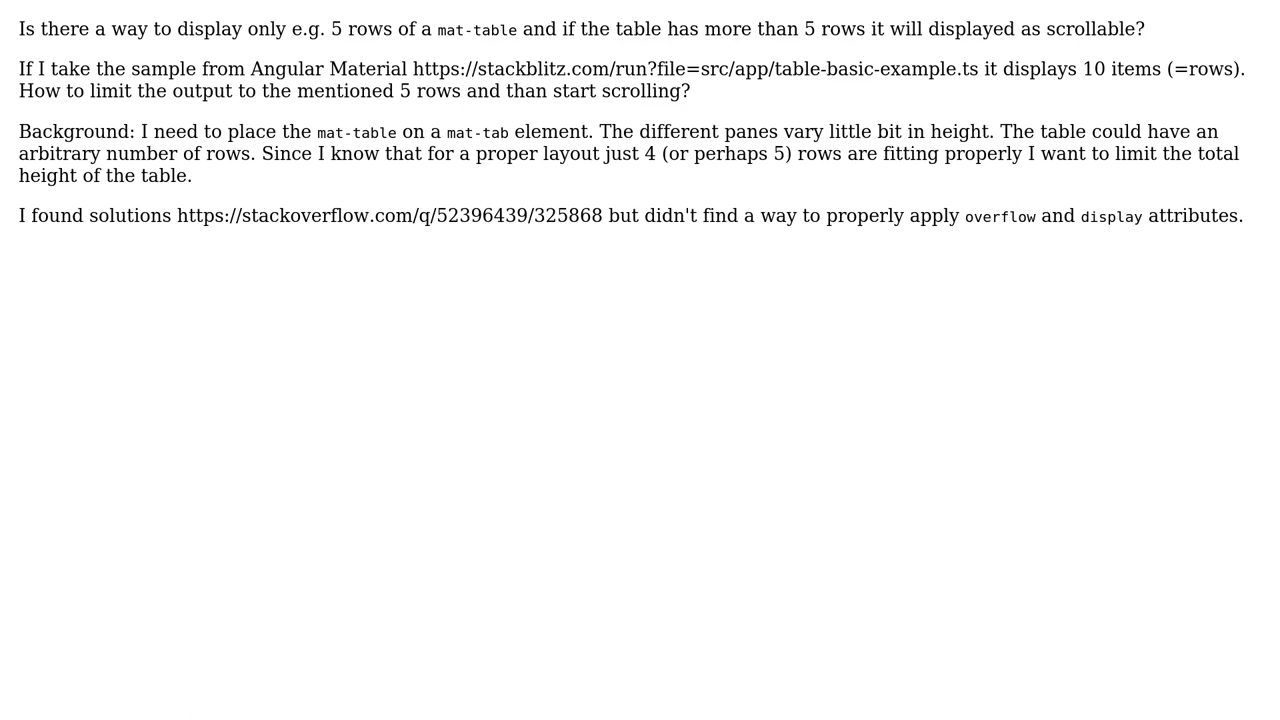 Is there a way to display only e.g. 5 rows of a mat-table and if the table has more than 5 rows it will displayed as scrollable?
If I take the sample from Angular Material https://stackblitz.com/run?file=src/app/table-basic-example.ts it displays 10 items (=rows).
How to limit the output to the mentioned 5 rows and than start scrolling?
Background: I need to place the mat-table on a mat-tab element. The different panes vary little bit in height. The table could have an
arbitrary number of rows. Since I know that for a proper layout just 4 (or perhaps 5) rows are fitting properly I want to limit the total
height of the table.
I found solutions https://stackoverflow.com/q/52396439/325868 but didn't find a way to properly apply overflow and display attributes.